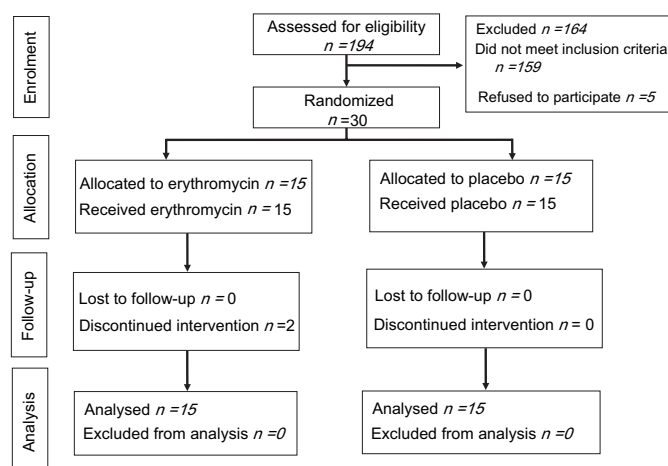 Enrolment
Assessed for eligibility
n =194
Excluded n =164
Did not meet inclusion criteria
n =159
Refused to participate n =5
Randomized
n =30
Allocation
Allocated to erythromycin n =15
Received erythromycin n = 15
Allocated to placebo n =15
Received placebo n = 15
Follow-up
Lost to follow-up n = 0
Discontinued intervention n =2
Lost to follow-up n = 0
Discontinued intervention n = 0
Analysis
Analysed n =15
Excluded from analysis n =0
Analysed n =15
Excluded from analysis n =0